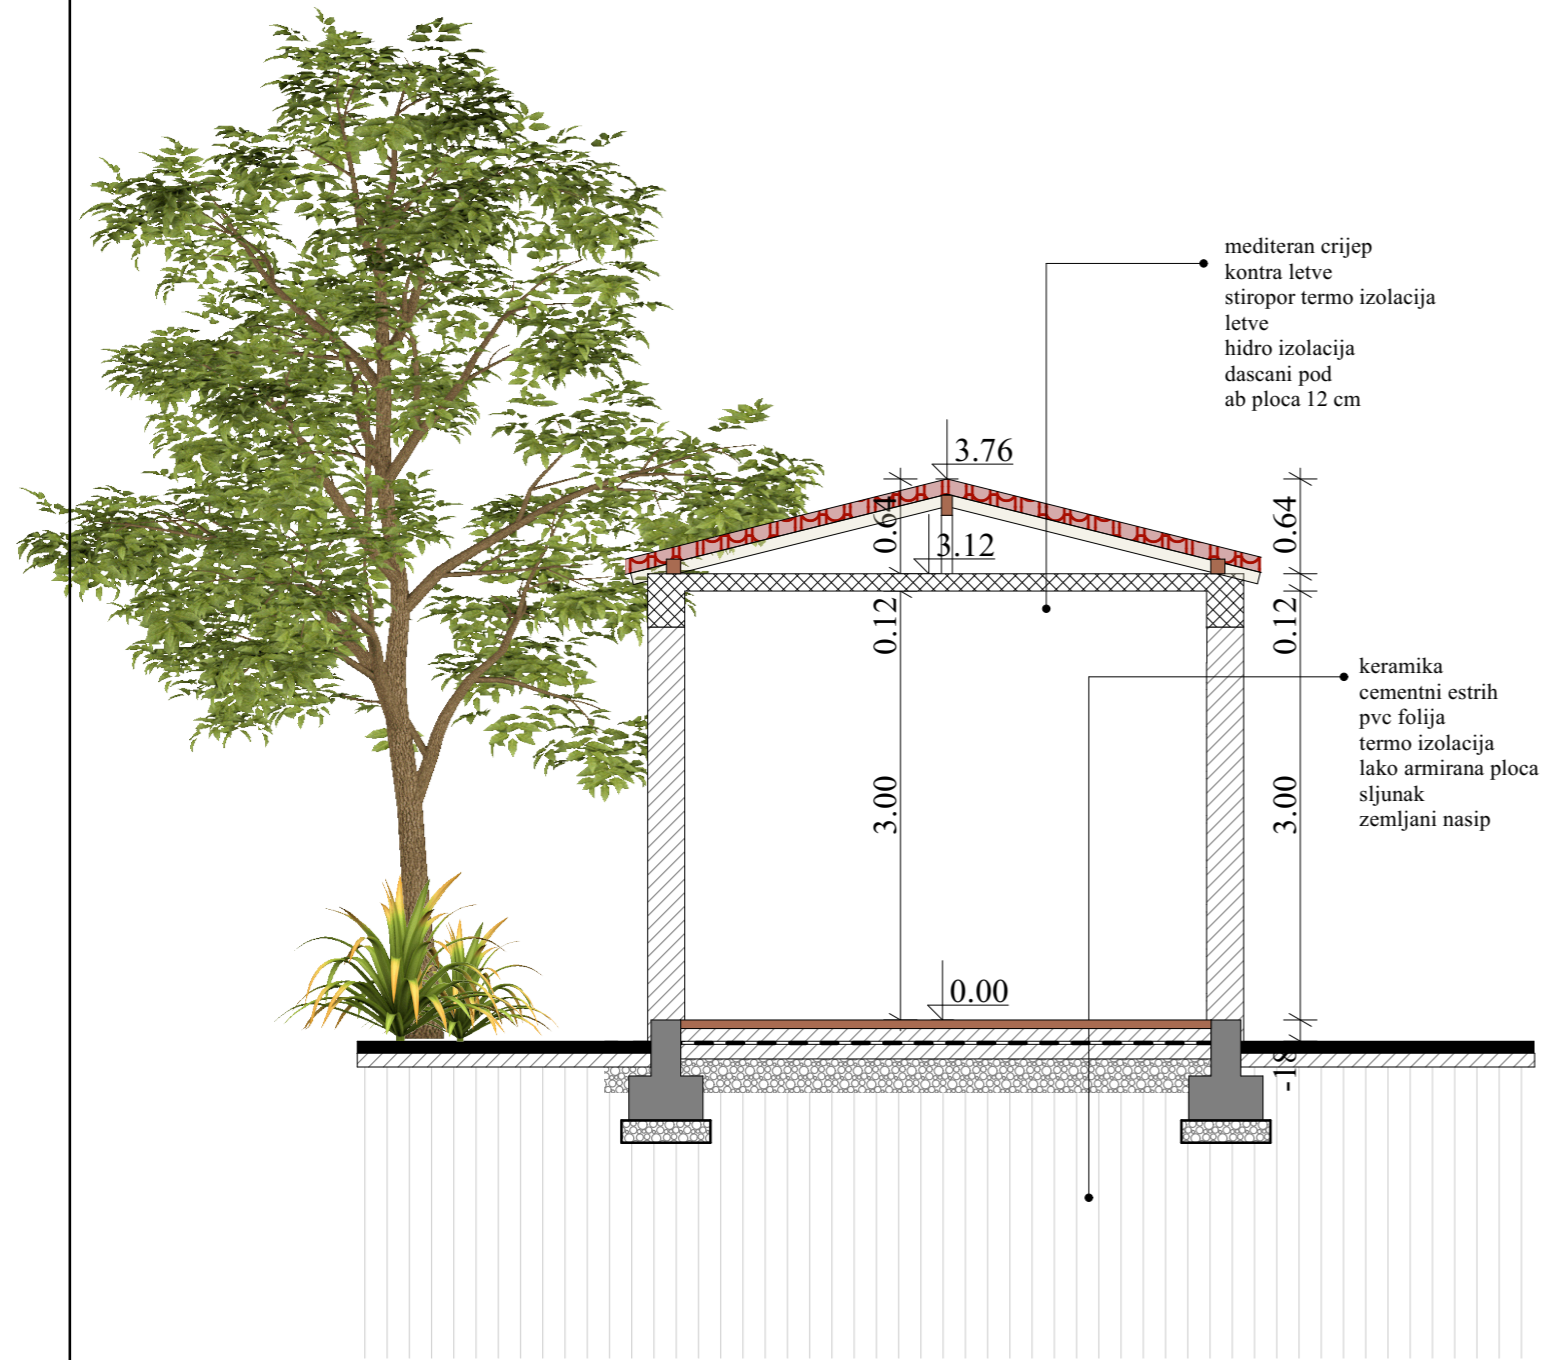 mediteran crijep
kontra letve
stiropor termo izolacija
letve
hidro izolacija
dascani pod
ab ploca 12 cm
3.76
0.64
0.64
3.12
0.12
0.12
keramika
cementni estrih
pvc folija
termo izolacija
lako armirana ploca
sljunak
zemljani nasip
3.00
3.00
0.00
-18